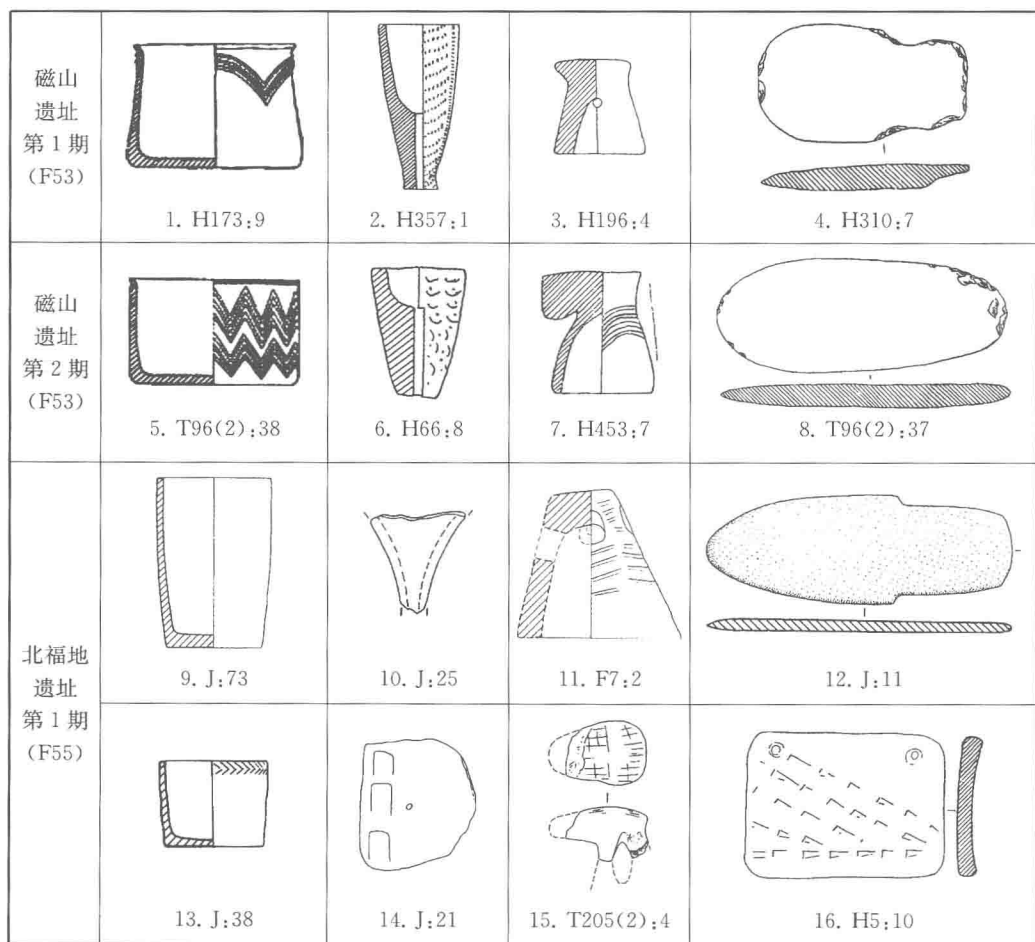 磁山
遗址
第1期
(F53)
1. H173:9
2. H357:1
3. H196:4
4. H310:7
磁山
遗址
第2期
(F53)
5. T96(2):38
6. H66:8
7. H453:7
8. T96(2):37
北福地
遗址
第1期
(F55)
9. J:73
10. J:25
11. F7:2
12. J:11
13. J:38
14. J:21
15. T205(2):4
16. H5:10